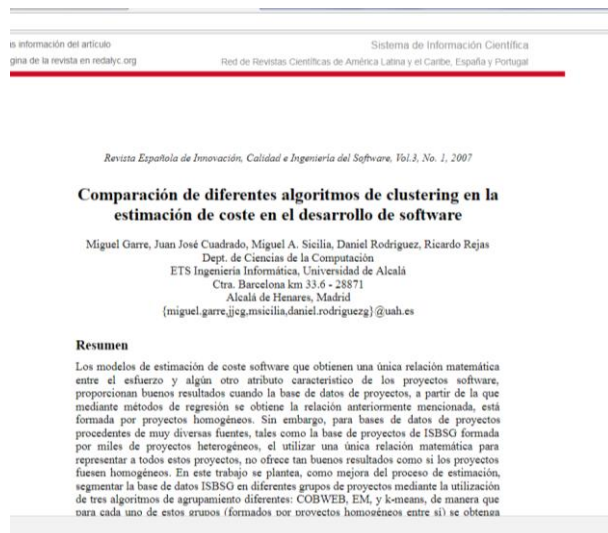 s información del artículo
Sistema de Información Científica
gina de la revista en redalyc.org
Red de Revistas Científicas de América Latina y el Caribe, España y Portugal
Revista Española de Innovación, Calidad e Ingeniería del Software, Vol.3, No. 1, 2007
Comparación de diferentes algoritmos de clustering en la
estimación de coste en el desarrollo de software
Miguel Garre, Juan José Cuadrado, Miguel A. Sicilia, Daniel Rodríguez, Ricardo Rejas
Dept. de Ciencias de la Computación
ETS Ingeniería Informática, Universidad de Alcalá
Ctra. Barcelona km 33.6 - 28871
Alcalá de Henares, Madrid
{miguel.garre,jjcg,msicilia,daniel.rodriguezg}@uah.es
Resumen
Los modelos de estimación de coste software que obtienen una única relación matemática
entre el esfuerzo y algún otro atributo característico de los proyectos software,
proporcionan buenos resultados cuando la base de datos de proyectos, a partir de la que
mediante métodos de regresión se obtiene la relación anteriormente mencionada, está
formada por proyectos homogéneos. Sin embargo, para bases de datos de proyectos
procedentes de muy diversas fuentes, tales como la base de proyectos de ISBSG formada
por miles de proyectos heterogéneos, el utilizar una única relación matemática para
representar a todos estos proyectos, no ofrece tan buenos resultados como si los proyectos
fuesen homogéneos. En este trabajo se plantea, como mejora del proceso de estimación,
segmentar la base de datos ISBSG en diferentes grupos de proyectos mediante la utilización
de tres algoritmos de agrupamiento diferentes: COBWEB, EM, y k-means, de manera que
para cada uno de estos grupos (formados por proyectos homogéneos entre sí) se obtenga